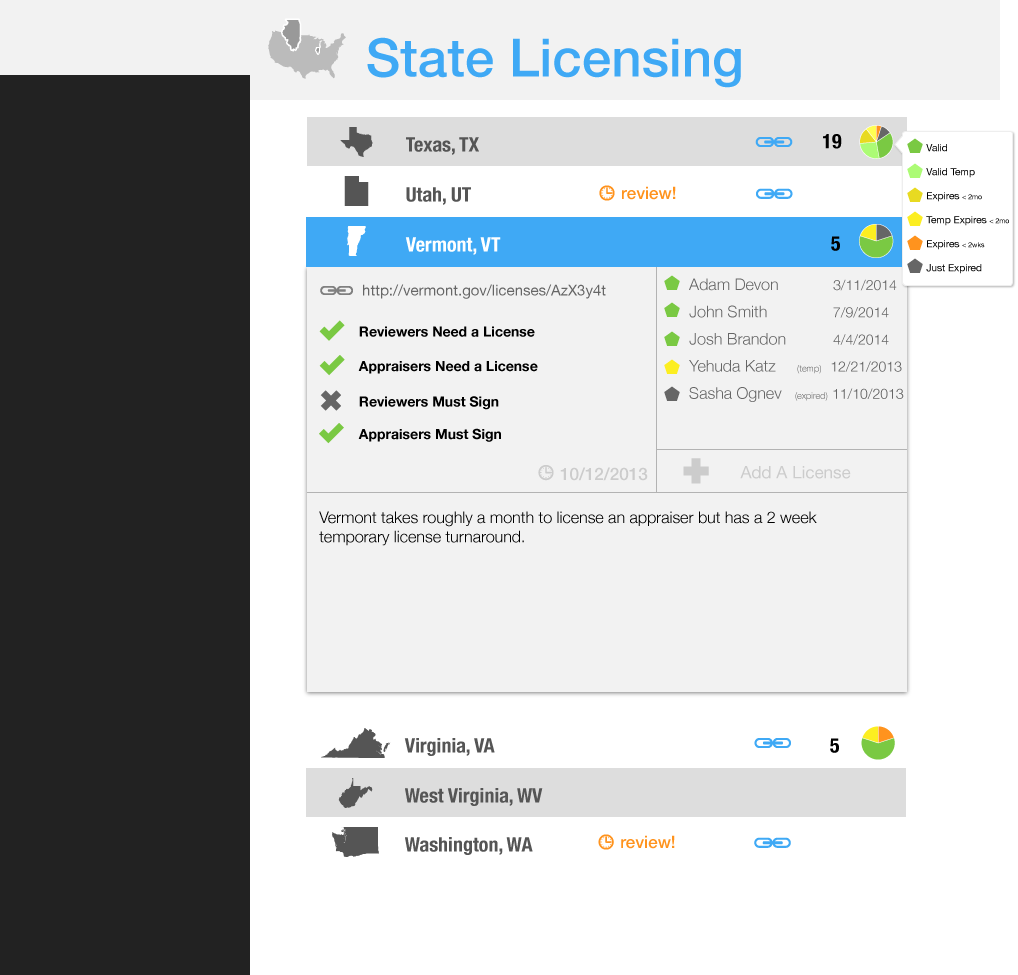 State Licensing
Texas, TX 19
Valid
Valid Temp
Expires < 2mo
Temp Expires < 2mo
Expires < 2wks
Just Expired
Utah, UT review!
Vermont, VT 5
http://vermont.gov/licenses/AzX3y4t
Reviewers Need a License
Appraisers Need a License
Reviewers Must Sign
Appraisers Must Sign
10/12/2013
Adam Devon 3/11/2014
John Smith 7/9/2014
Josh Brandon 4/4/2014
Yehuda Katz (temp) 12/21/2013
Sasha Ognev (expired) 11/10/2013
Add A License
Vermont takes roughly a month to license an appraiser but has a 2 week
temporary license turnaround.
Virginia, VA 5
West Virginia, WV
Washington, WA review!